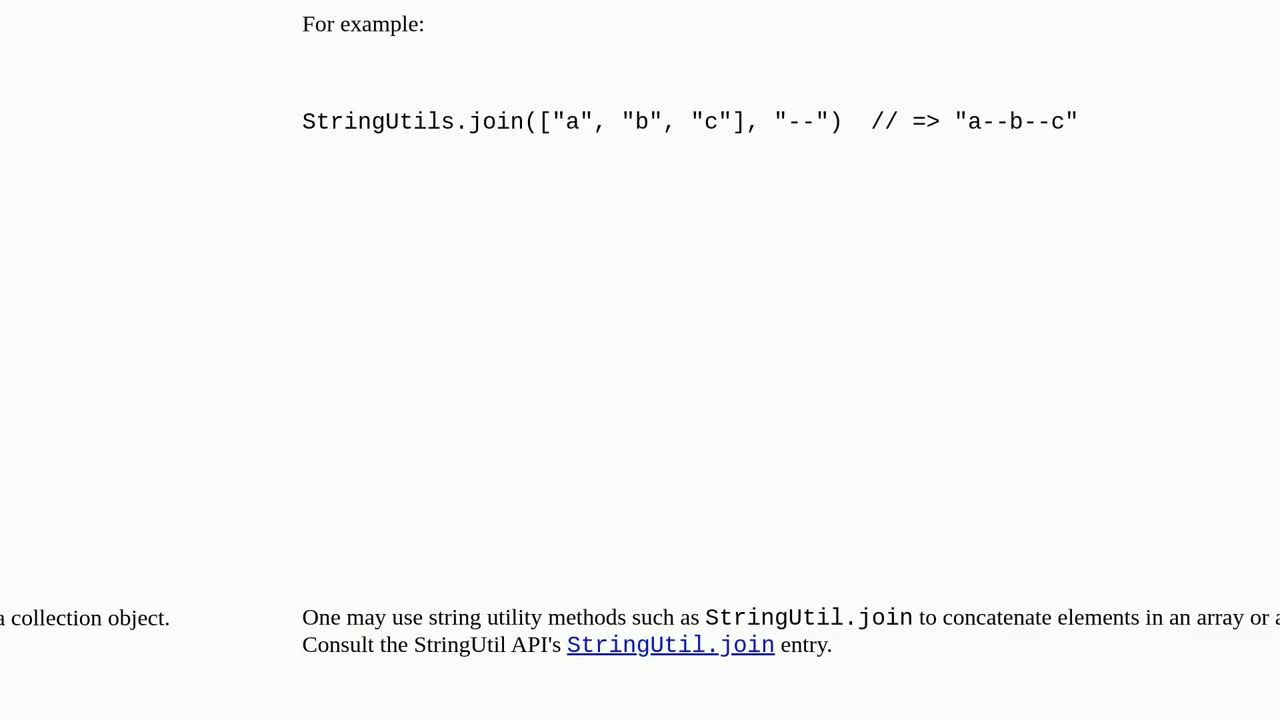 For example:
StringUtils.join(["a", "b", "c"], "--")  // => "a--b--c"
a collection object.
One may use string utility methods such as StringUtil.join to concatenate elements in an array or a
Consult the StringUtil API's StringUtil.join entry.